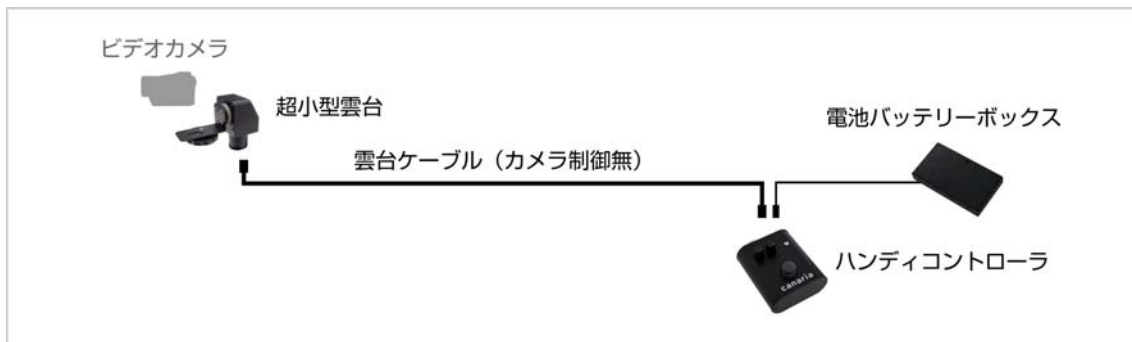 ビデオカメラ
超小型雲台
電池バッテリーボックス
雲台ケーブル（カメラ制御無）
ハンディコントローラ
canaria